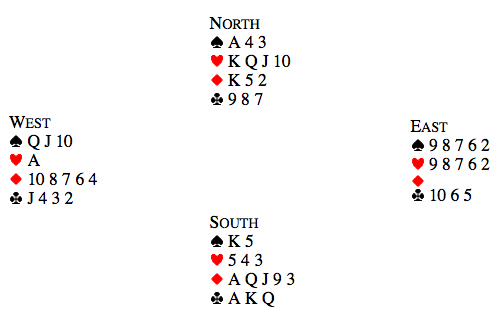 NORTH
♠ A 4 3
♥ K Q J 10
♦ K 5 2
♣ 9 8 7
WEST
♠ Q J 10
♥ A
♦ 10 8 7 6 4
♣ J 4 3 2
EAST
♠ 9 8 7 6 2
♥ 9 8 7 6 2
♦
♣ 10 6 5
SOUTH
♠ K 5
♥ 5 4 3
♦ A Q J 9 3
♣ A K Q